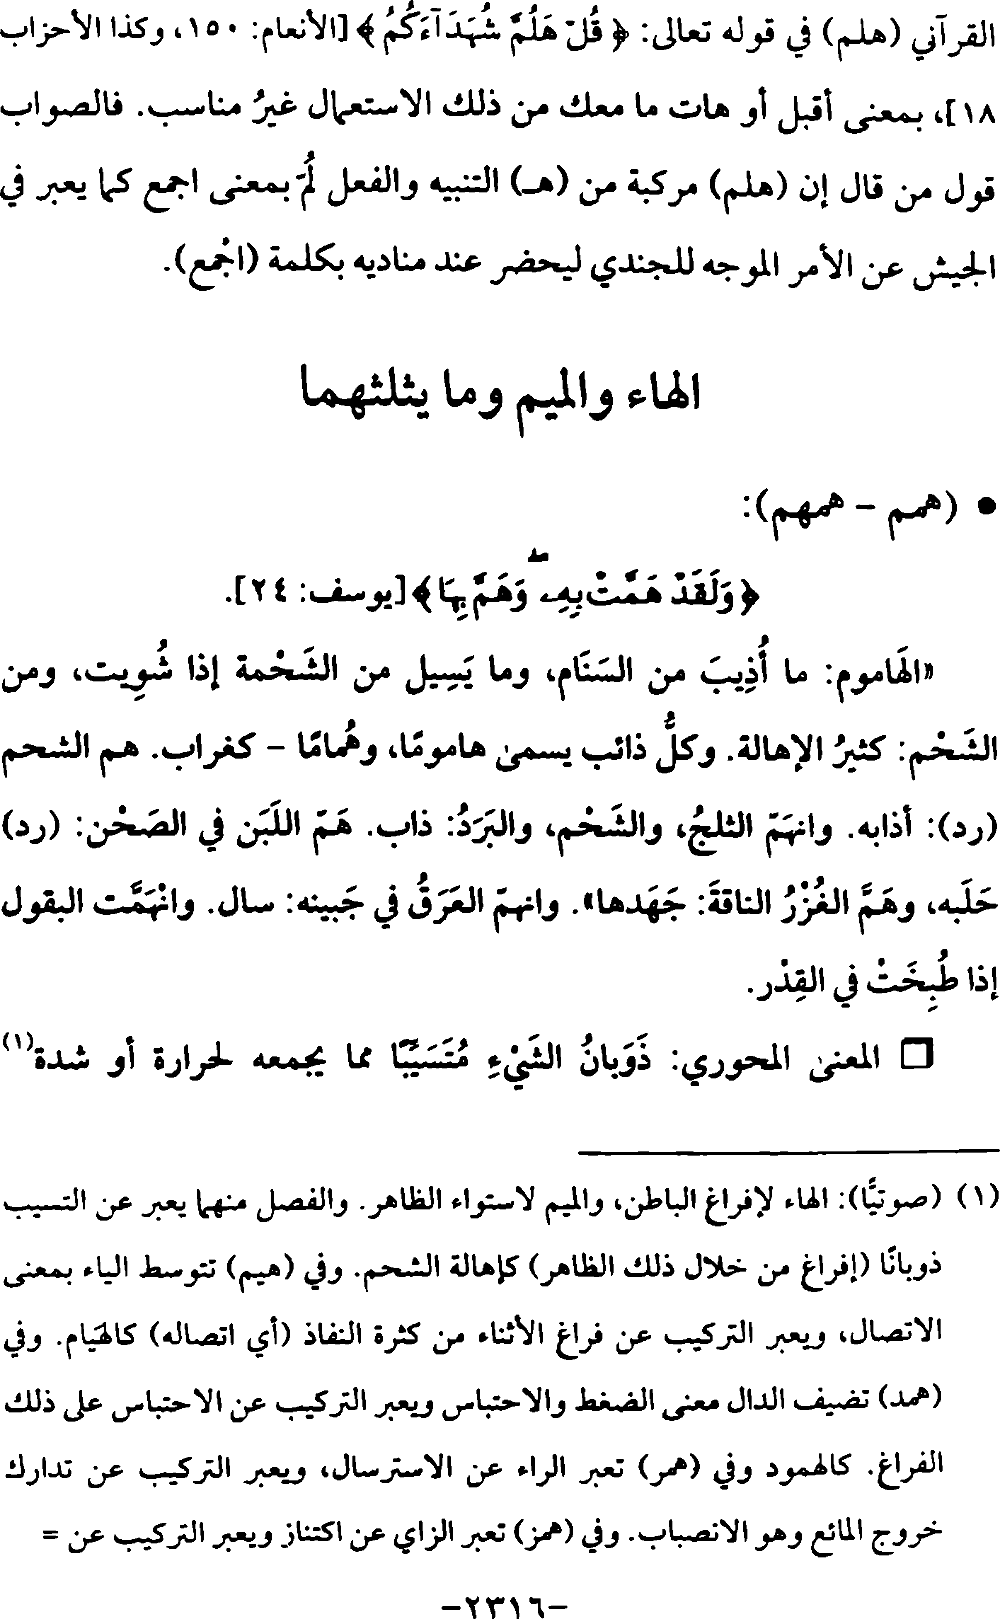 القرآني (هلم) في قوله تعالى: ﴿ قُلْ هَلُمَّ شُهَدَآءَكُمُ ﴾ [الأنعام: ١٥٠، وكذا الأحزاب
١٨]، بمعنى أقبل أو هات ما معك من ذلك الاستعمال غيرُ مناسب. فالصواب
قول من قال إن (هلم) مركبة من (هـ) التنبيه والفعل لُمَّ بمعنى اجمع كما يعبر في
الجيش عن الأمر الموجه للجندي ليحضر عند مناديه بكلمة (اجْمع).
الهاء والميم وما يثلثهما
● (همم – همهم):
﴿ وَلَقَدْ هَمَّتْ بِهِۦ ۖ وَهَمَّ بِهَا ﴾ [يوسف: ٢٤].
«الهَاموم: ما أُذِيبَ من السَنَام، وما يَسِيل من الشَحْمة إذا شُوِيت، ومن
الشَحْم: كثيرُ الإهالة. وكلُّ ذائب يسمى هامومًا، وهُمامًا – كغراب. هم الشحم
(رد): أذابه. وانهَمّ الثلجُ، والشَحْم، والبَرَدُ: ذاب. هَمّ اللَبَن في الصَحْن: (رد)
حَلَبه، وهَمَّ الغُزْرُ الناقةَ: جَهَدها». وانهمّ العَرَقُ في جَبينه: سال. وانْهَمَّت البقول
إذا طُبِخَتْ في القِدْر.
❒ المعنى المحوري: ذَوَبانُ الشَيْءِ مُتَسَيِّبًا مما يجمعه لحرارة أو شدة(١)
(١) (صوتيًّا): الهاء لإفراغ الباطن، والميم لاستواء الظاهر. والفصل منهما يعبر عن التسيب
ذوبانًا (إفراغ من خلال ذلك الظاهر) كإهالة الشحم. وفي (هيم) تتوسط الياء بمعنى
الاتصال، ويعبر التركيب عن فراغ الأثناء من كثرة النفاذ (أي اتصاله) كالهَيام. وفي
(همد) تضيف الدال معنى الضغط والاحتباس ويعبر التركيب عن الاحتباس على ذلك
الفراغ. كالهمود وفي (همر) تعبر الراء عن الاسترسال، ويعبر التركيب عن تدارك
خروج المائع وهو الانصباب. وفي (همز) تعبر الزاي عن اكتناز ويعبر التركيب عن =
–٢٣١٦–